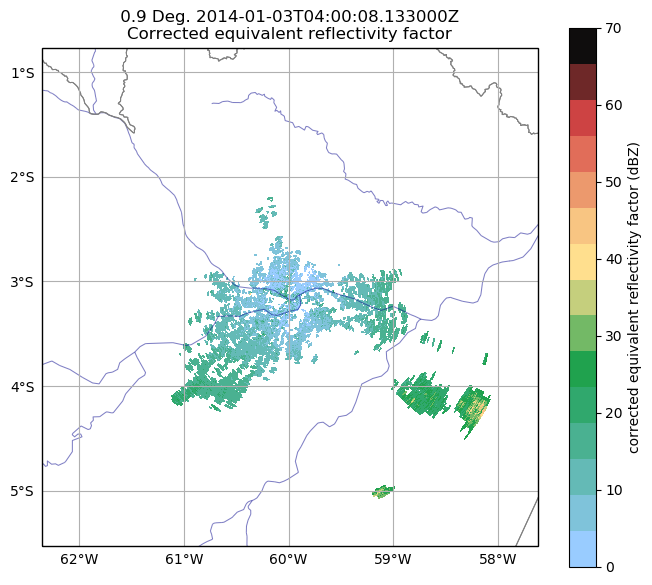 0.9 Deg. 2014-01-03T04:00:08.133000Z
Corrected equivalent reflectivity factor
1°S
2°S
3°S
4°S
5°S
62°W
61°W
60°W
59°W
58°W
70
60
50
40
30
20
10
0
corrected equivalent reflectivity factor (dBZ)